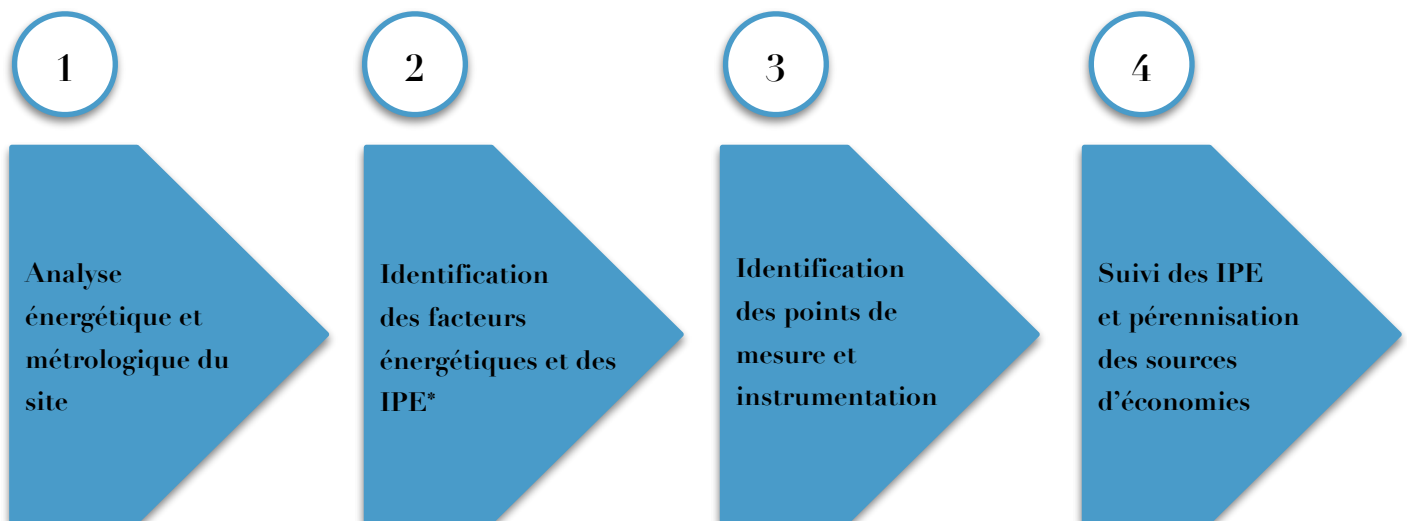 1
Analyse
énergétique et
métrologique du
site
2
Identification
des facteurs
énergétiques et des
IPE*
3
Identification
des points de
mesure et
instrumentation
4
Suivi des IPE
et pérennisation
des sources
d’économies